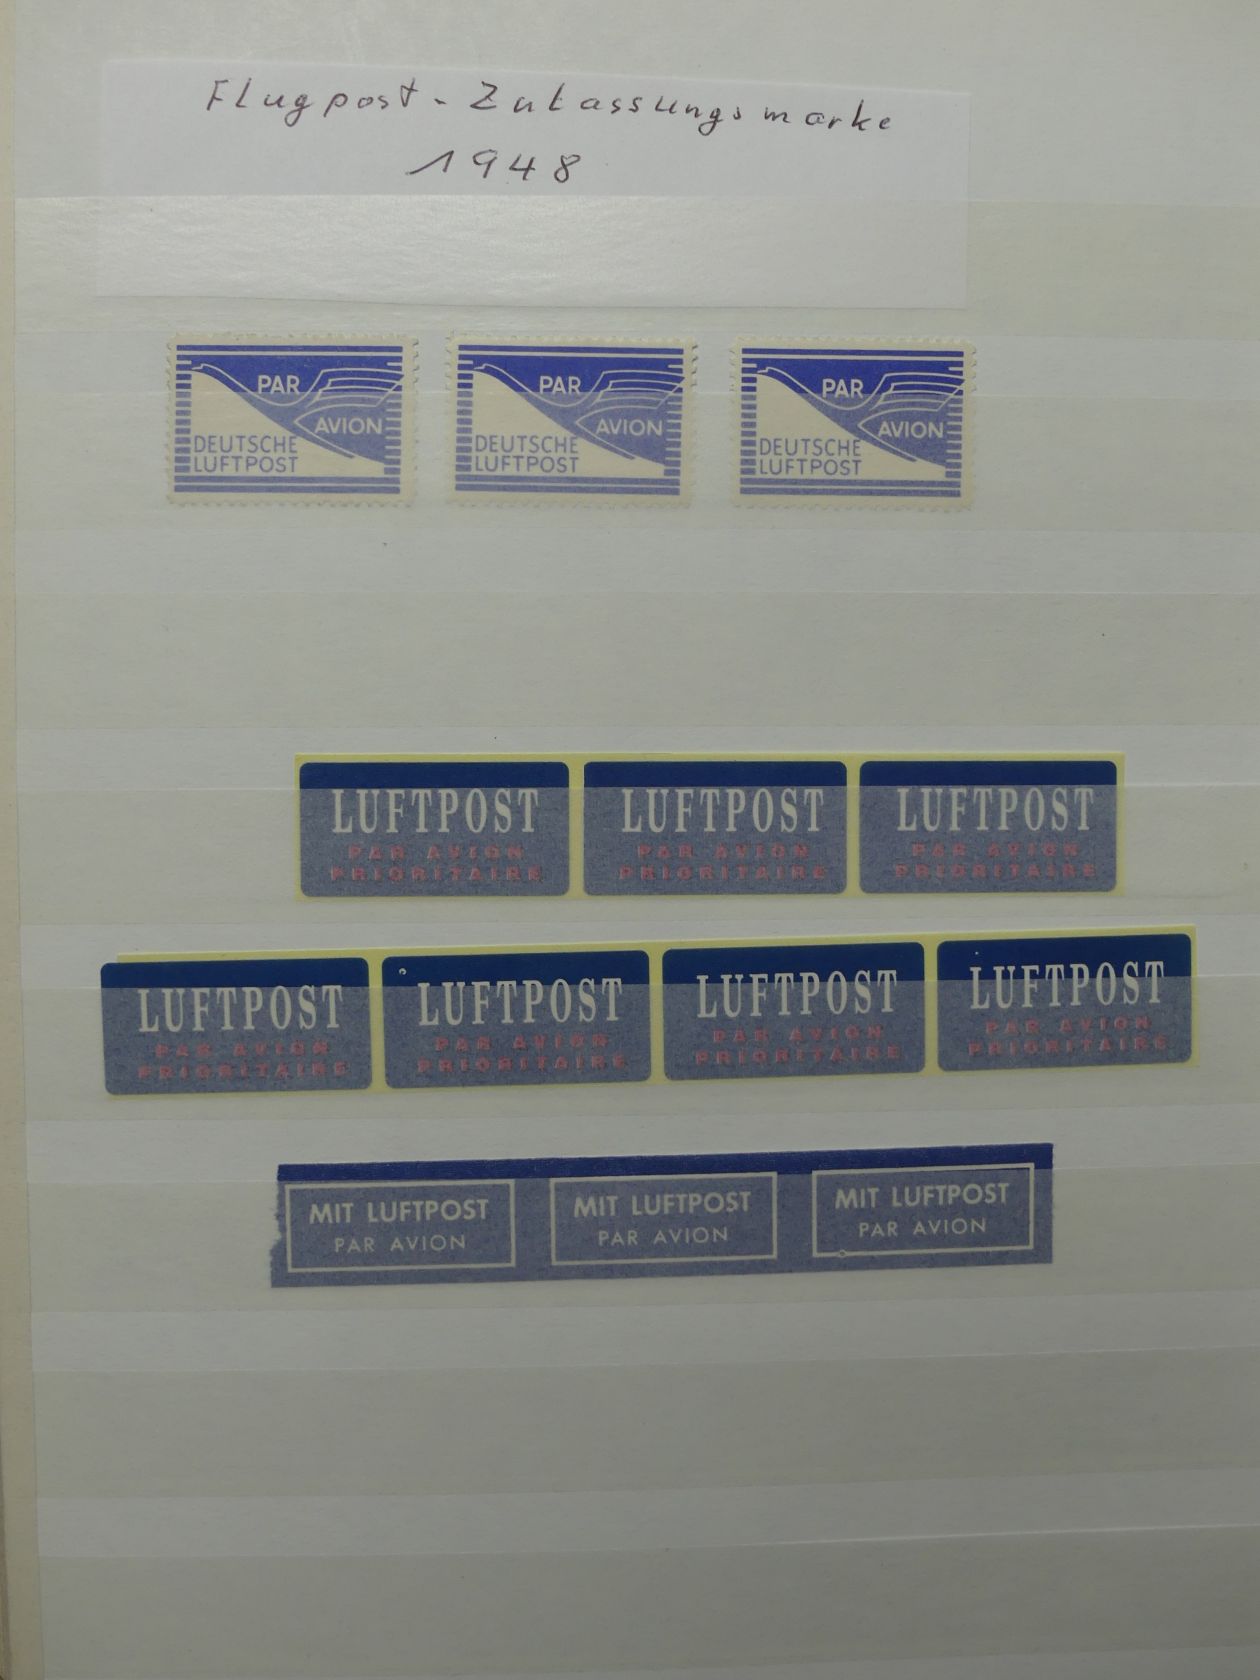 Flugpost - Zulassungsmarke
1948
PAR
AVION
DEUTSCHE
LUFTPOST
PAR
AVION
DEUTSCHE
LUFTPOST
PAR
AVION
DEUTSCHE
LUFTPOST
LUFTPOST
PAR AVION
PRIORITAIRE
LUFTPOST
PAR AVION
PRIORITAIRE
LUFTPOST
PAR AVION
PRIORITAIRE
LUFTPOST
PAR AVION
PRIORITAIRE
LUFTPOST
PAR AVION
PRIORITAIRE
LUFTPOST
PAR AVION
PRIORITAIRE
LUFTPOST
PAR AVION
PRIORITAIRE
MIT LUFTPOST
PAR AVION
MIT LUFTPOST
PAR AVION
MIT LUFTPOST
PAR AVION